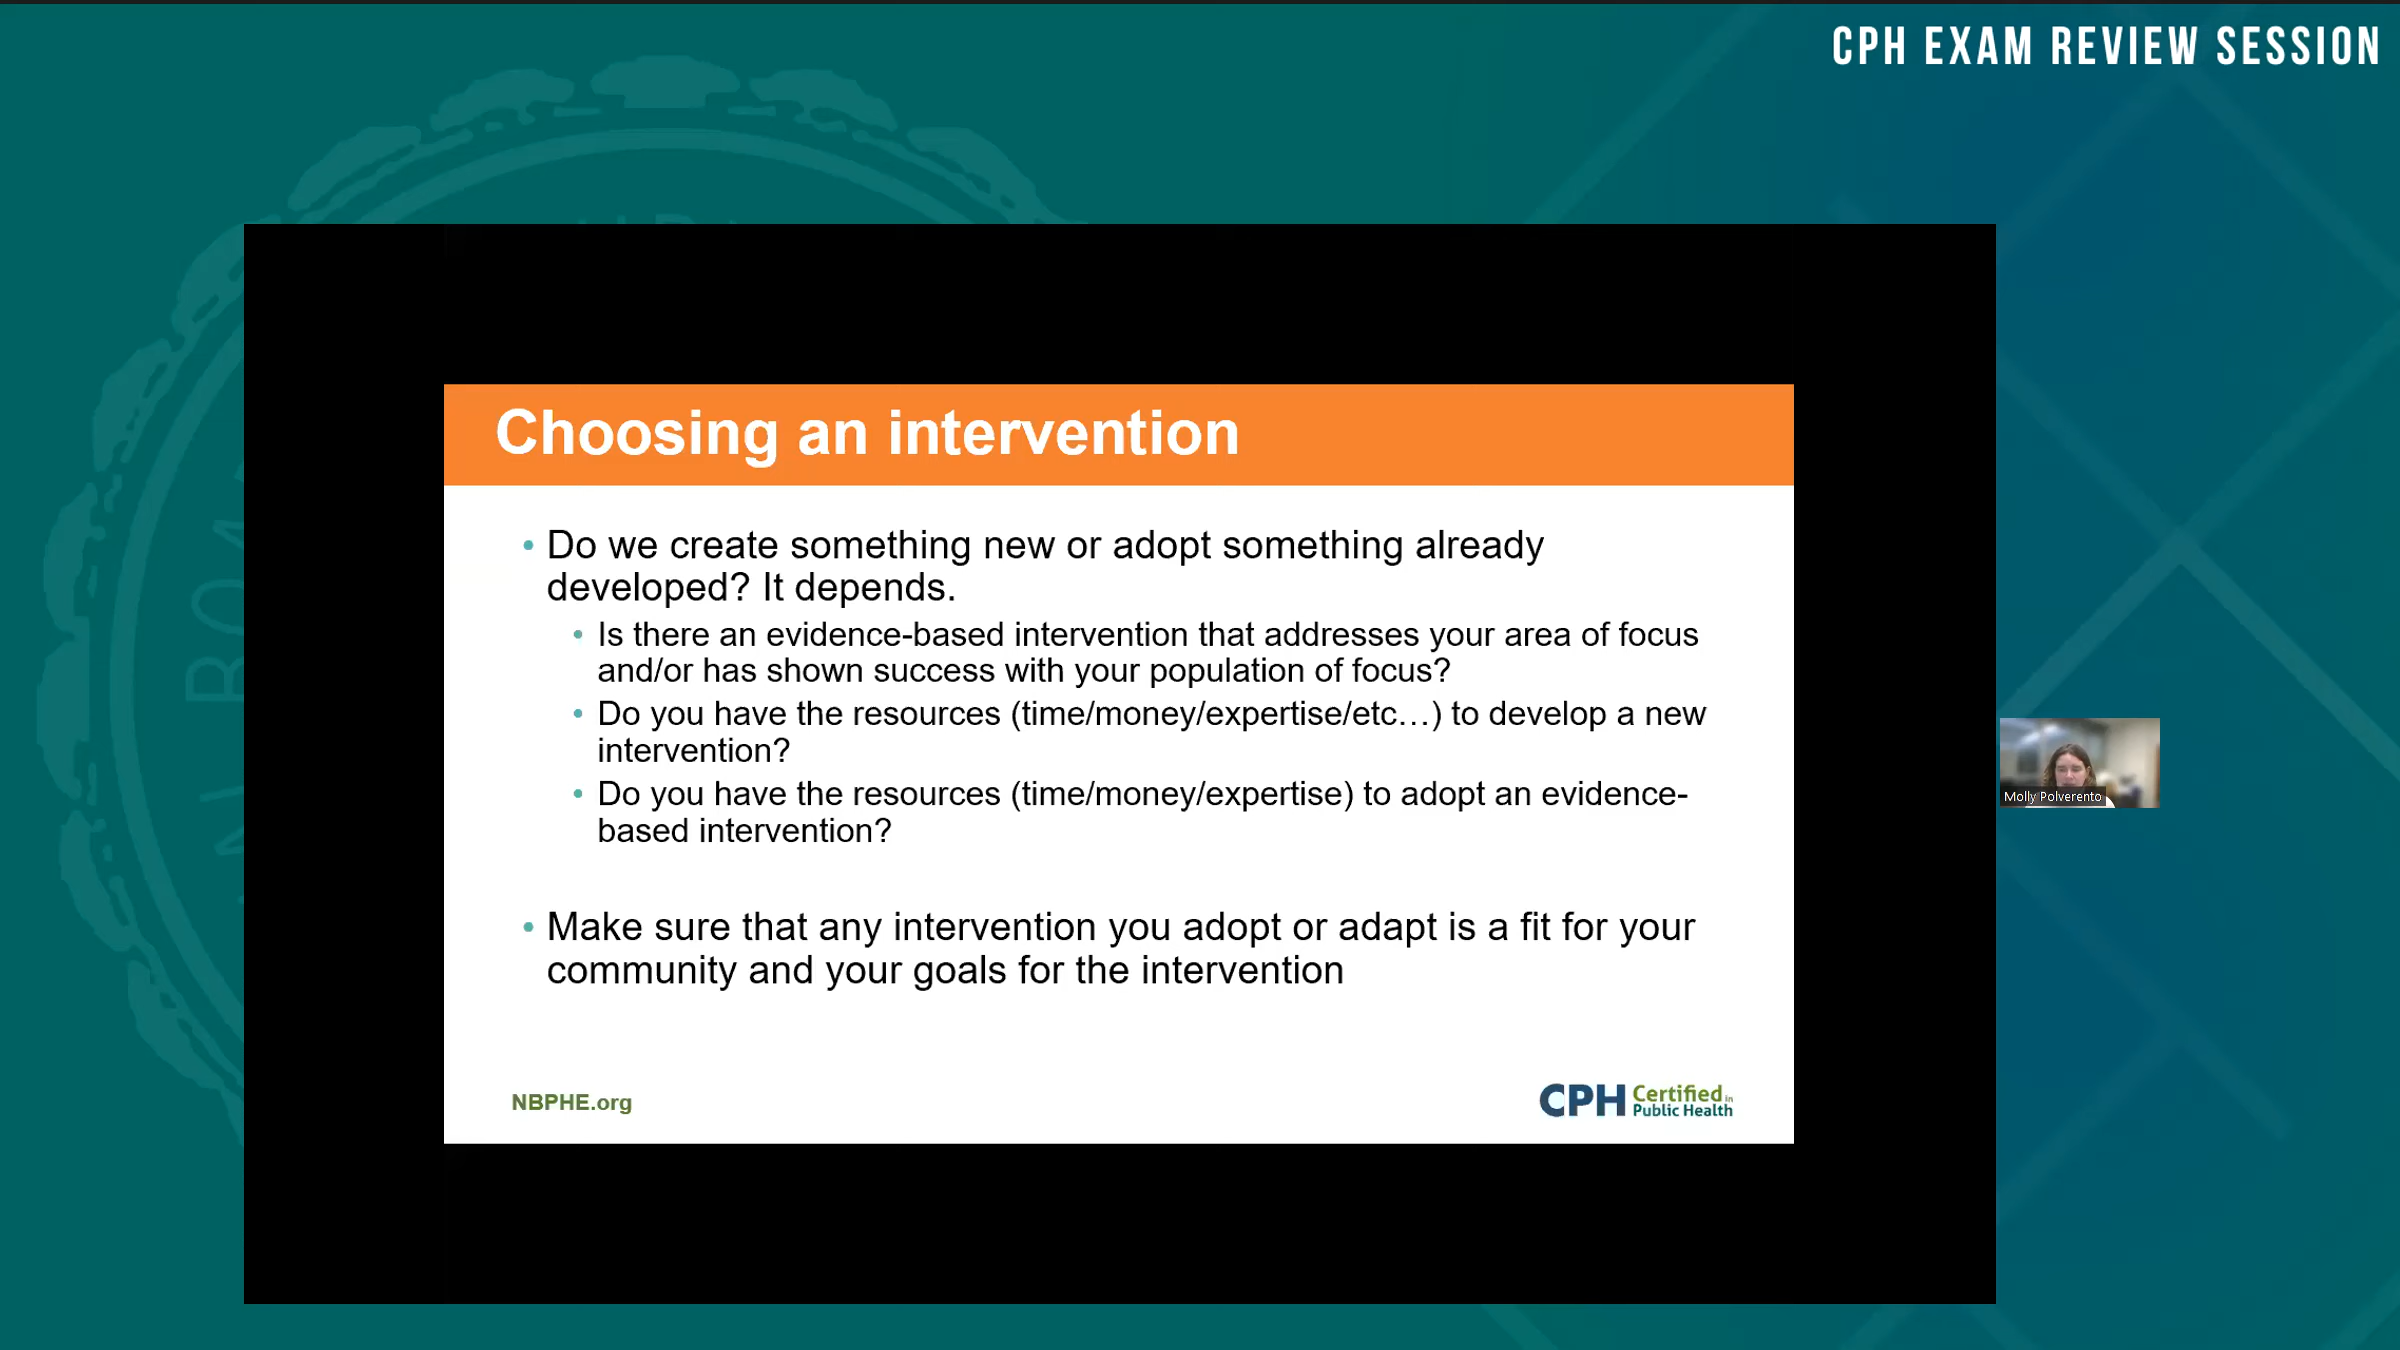 CPH EXAM REVIEW SESSION
Choosing an intervention
• Do we create something new or adopt something already
developed? It depends.
• Is there an evidence-based intervention that addresses your area of focus
and/or has shown success with your population of focus?
• Do you have the resources (time/money/expertise/etc…) to develop a new
intervention?
• Do you have the resources (time/money/expertise) to adopt an evidence-
based intervention?
• Make sure that any intervention you adopt or adapt is a fit for your
community and your goals for the intervention
NBPHE.org
CPH Certified in
Public Health
Molly Polverento